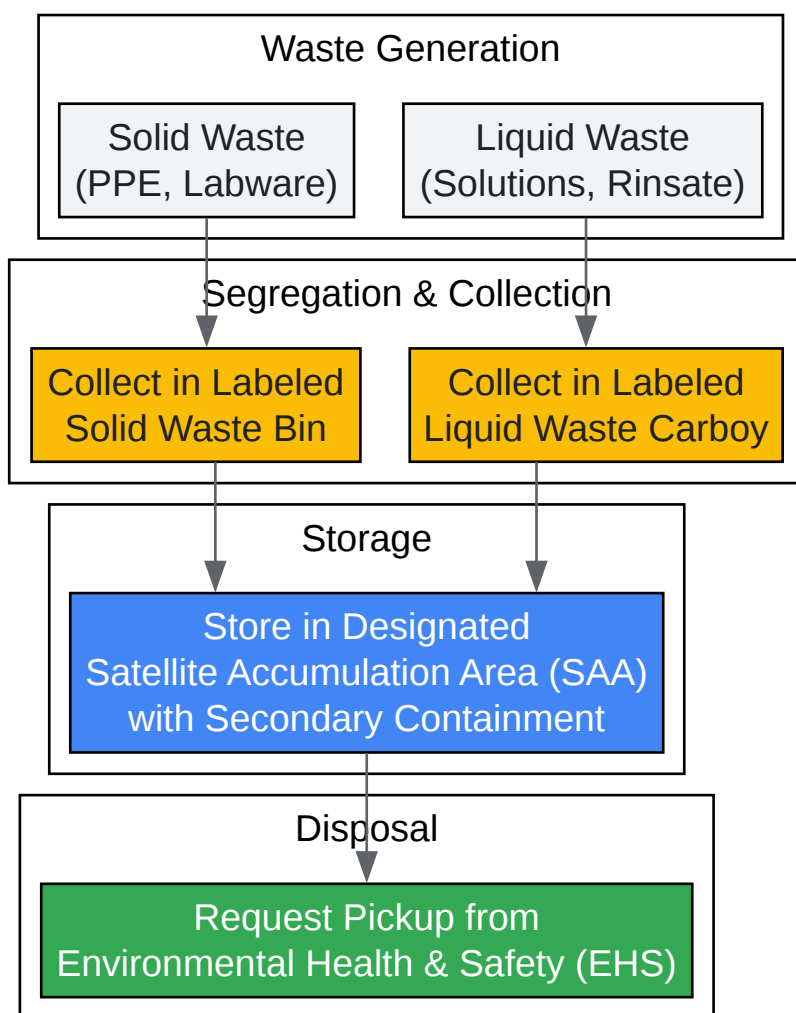 Waste Generation
Solid Waste
(PPE, Labware)
Liquid Waste
(Solutions, Rinsate)
Segregation & Collection
Collect in Labeled
Solid Waste Bin
Collect in Labeled
Liquid Waste Carboy
Storage
Store in Designated
Satellite Accumulation Area (SAA)
with Secondary Containment
Disposal
Request Pickup from
Environmental Health & Safety (EHS)